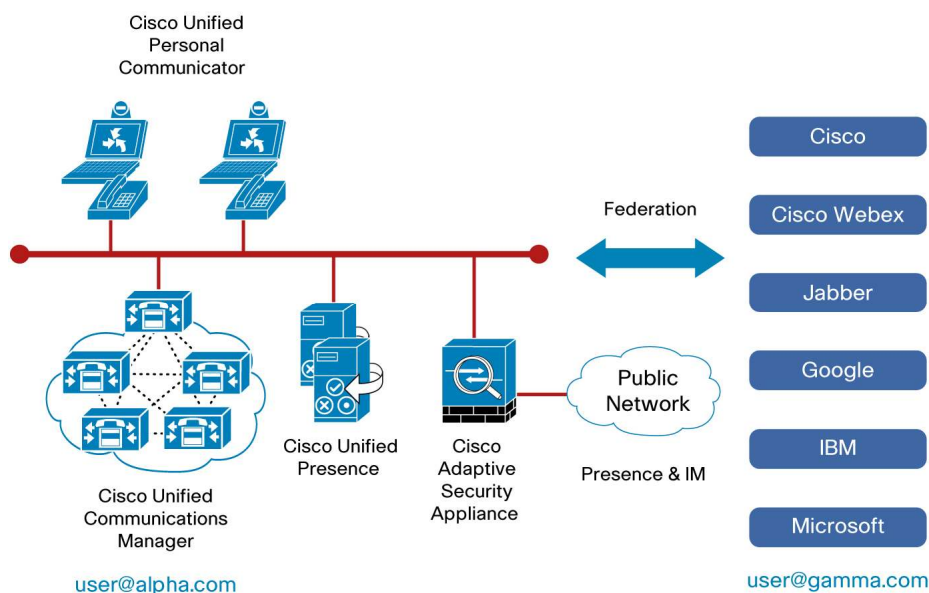 Cisco Unified
Personal
Communicator
Federation
Cisco
Cisco Webex
Jabber
Google
IBM
Microsoft
Public
Network
Presence & IM
Cisco Unified
Presence
Cisco
Adaptive
Security
Appliance
Cisco Unified
Communications
Manager
user@alpha.com
user@gamma.com